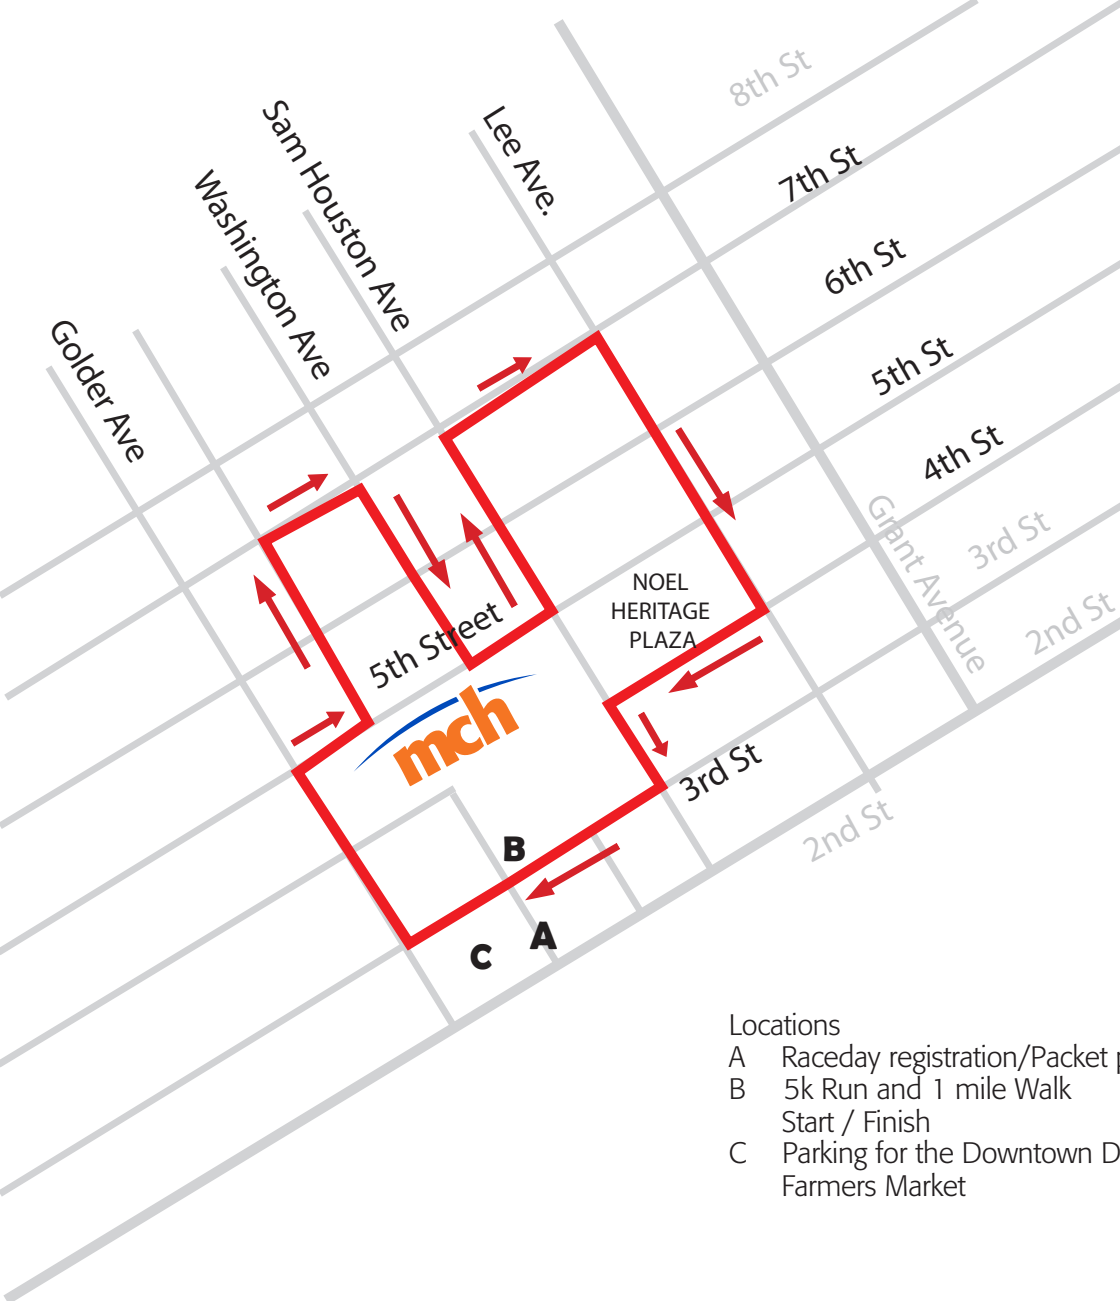 8th St
7th St
6th St
5th St
4th St
3rd St
2nd St
Lee Ave.
Sam Houston Ave
Washington Ave
Golder Ave
Grant Avenue
NOEL
HERITAGE
PLAZA
5th Street
mch
3rd St
2nd St
B
A
C
Locations
A Raceday registration/Packet
B 5k Run and 1 mile Walk
Start / Finish
C Parking for the Downtown
Farmers Market